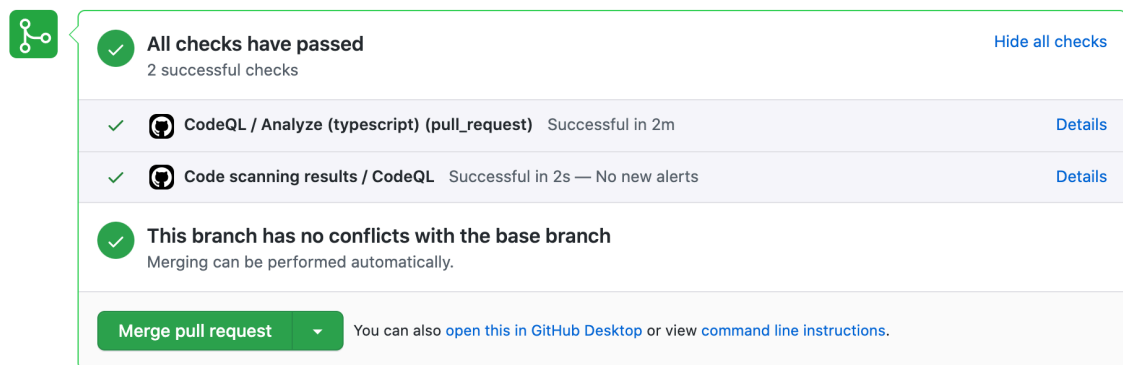 All checks have passed
Hide all checks
2 successful checks
CodeQL / Analyze (typescript) (pull_request) Successful in 2m
Details
Code scanning results / CodeQL Successful in 2s — No new alerts
Details
This branch has no conflicts with the base branch
Merging can be performed automatically.
Merge pull request
You can also open this in GitHub Desktop or view command line instructions.